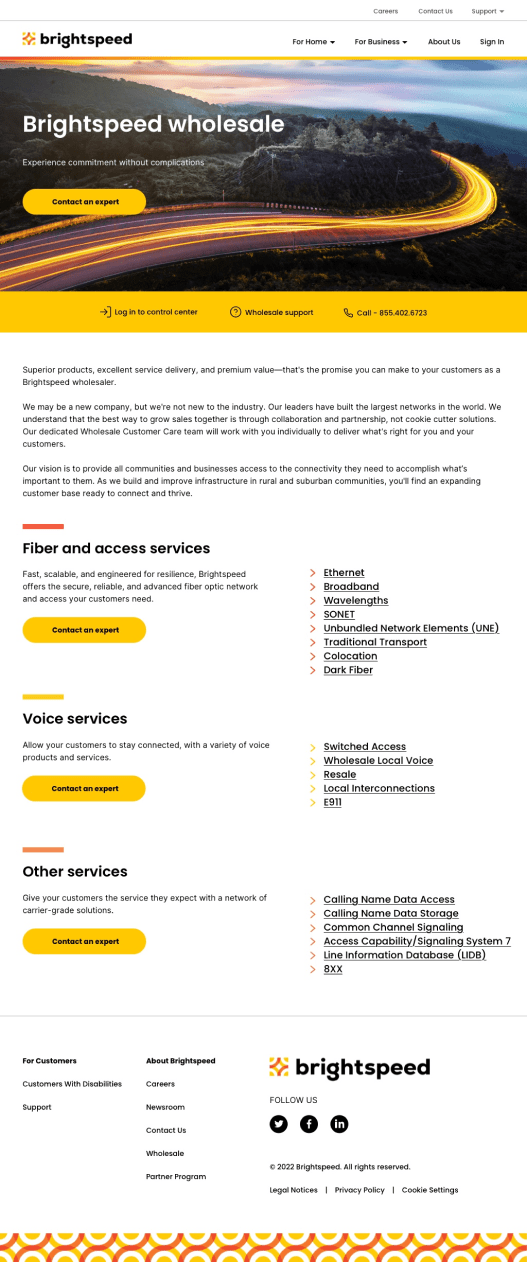 Careers Contact Us Support
brightspeed For Home For Business About Us Sign In
Brightspeed wholesale
Experience commitment without complications
Contact an expert
Log in to control center Wholesale support Call - 855.402.6723
Superior products, excellent service delivery, and premium value—that's the promise you can make to your customers as a
Brightspeed wholesaler.
We may be a new company, but we're not new to the industry. Our leaders have built the largest networks in the world. We
understand that the best way to grow sales together is through collaboration and partnership, not cookie cutter solutions.
Our dedicated Wholesale Customer Care team will work with you individually to deliver what's right for you and your
customers.
Our vision is to provide all communities and businesses access to the connectivity they need to accomplish what's
important to them. As we build and improve infrastructure in rural and suburban communities, you'll find an expanding
customer base ready to connect and thrive.
Fiber and access services
Fast, scalable, and engineered for resilience, Brightspeed
offers the secure, reliable, and advanced fiber optic network
and access your customers need.
Contact an expert
Ethernet
Broadband
Wavelengths
SONET
Unbundled Network Elements (UNE)
Traditional Transport
Colocation
Dark Fiber
Voice services
Allow your customers to stay connected, with a variety of voice
products and services.
Contact an expert
Switched Access
Wholesale Local Voice
Resale
Local Interconnections
E911
Other services
Give your customers the service they expect with a network of
carrier-grade solutions.
Contact an expert
Calling Name Data Access
Calling Name Data Storage
Common Channel Signaling
Access Capability/Signaling System 7
Line Information Database (LIDB)
8XX
For Customers
Customers With Disabilities
Support
About Brightspeed
Careers
Newsroom
Contact Us
Wholesale
Partner Program
brightspeed
FOLLOW US
© 2022 Brightspeed. All rights reserved.
Legal Notices | Privacy Policy | Cookie Settings